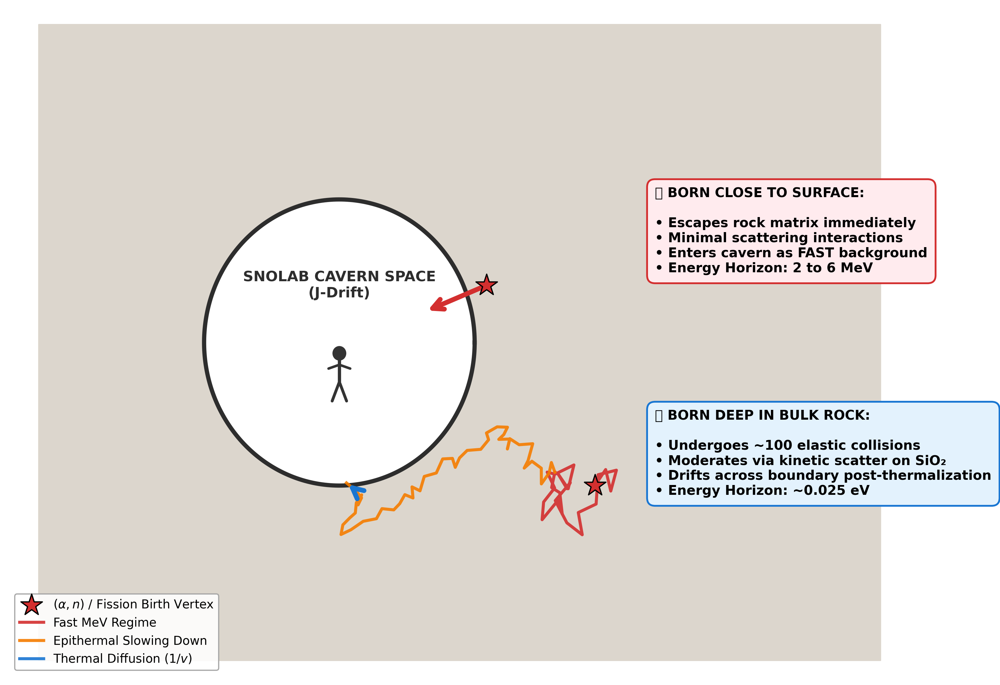 BORN CLOSE TO SURFACE:
• Escapes rock matrix immediately
• Minimal scattering interactions
• Enters cavern as FAST background
• Energy Horizon: 2 to 6 MeV
SNOLAB CAVERN SPACE
(J-Drift)
BORN DEEP IN BULK ROCK:
• Undergoes ~100 elastic collisions
• Moderates via kinetic scatter on SiO₂
• Drifts across boundary post-thermalization
• Energy Horizon: ~0.025 eV
(α, n) / Fission Birth Vertex
Fast MeV Regime
Epithermal Slowing Down
Thermal Diffusion (1/v)